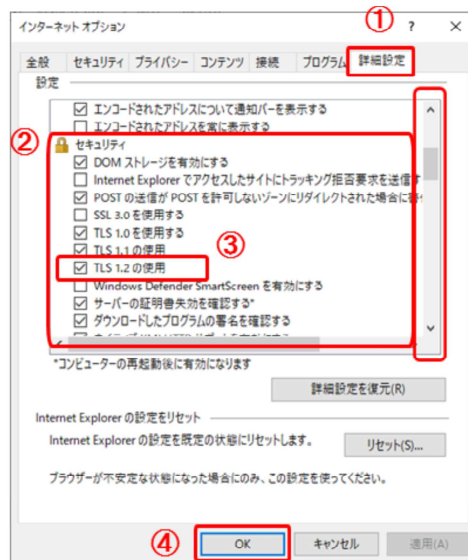 ①
インターネット オプション
? ×
全般 セキュリティ プライバシー コンテンツ 接続 プログラム 詳細設定
設定
エンコードされたアドレスについて通知バーを表示する
エンコードされたアドレスを常に表示する
② セキュリティ
DOM ストレージを有効にする
Internet Explorer でアクセスしたサイトにトラッキング拒否要求を送信す
POST の送信が POST を許可しないゾーンにリダイレクトされた場合に
SSL 3.0 を使用する
TLS 1.0 を使用する
TLS 1.1 の使用
③
TLS 1.2 の使用
Windows Defender SmartScreen を有効にする
サーバーの証明書失効を確認する*
ダウンロードしたプログラムの署名を確認する
*コンピューターの再起動後に有効になります
詳細設定を復元(R)
Internet Explorer の設定をリセット
Internet Explorer の設定を既定の状態にリセットします。
リセット(S)...
ブラウザーが不安定な状態になった場合にのみ、この設定を使ってください。
④ OK キャンセル 適用(A)